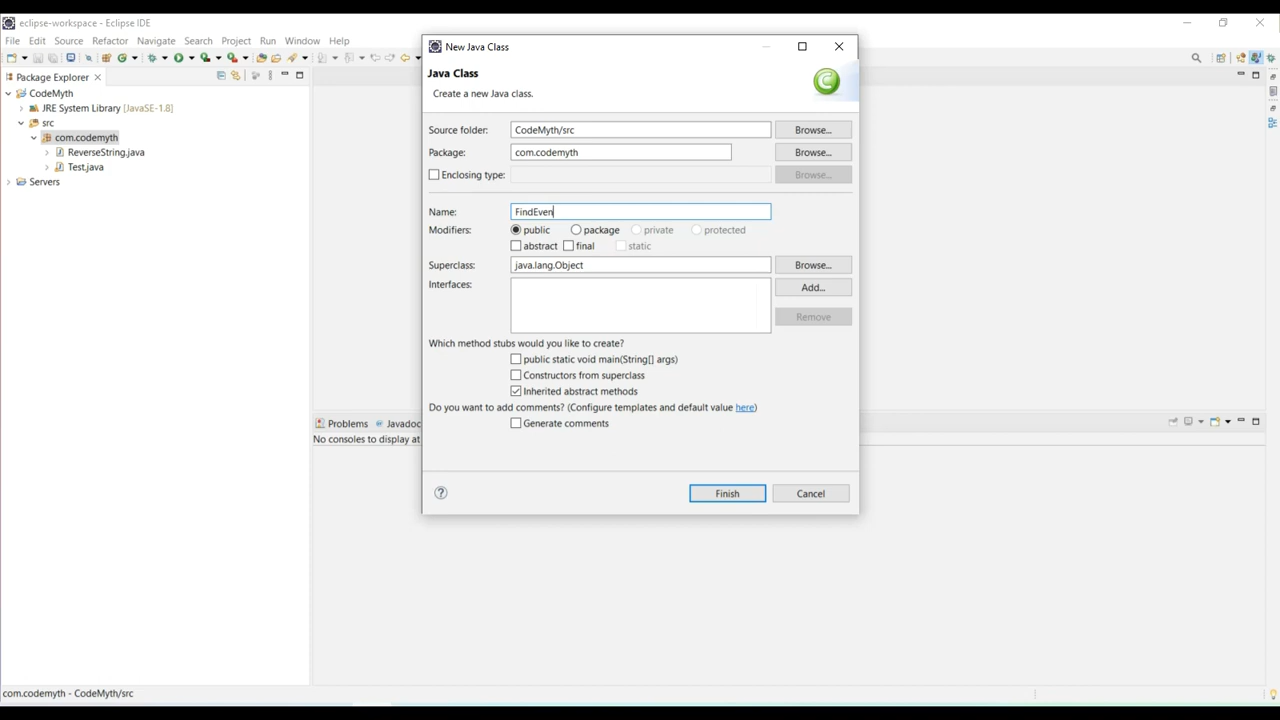 eclipse-workspace - Eclipse IDE
File Edit Source Refactor Navigate Search Project Run Window Help
Package Explorer
CodeMyth
JRE System Library [JavaSE-1.8]
src
com.codemyth
ReverseString.java
Test.java
Servers
New Java Class
Java Class
Create a new Java class.
Source folder: CodeMyth/src Browse...
Package: com.codemyth Browse...
Enclosing type: Browse...
Name: FindEven
Modifiers: public package private protected
abstract final static
Superclass: java.lang.Object Browse...
Interfaces: Add...
Remove
Which method stubs would you like to create?
public static void main(String[] args)
Constructors from superclass
Inherited abstract methods
Do you want to add comments? (Configure templates and default value here)
Generate comments
Finish Cancel
Problems Javadoc
No consoles to display at
com.codemyth - CodeMyth/src